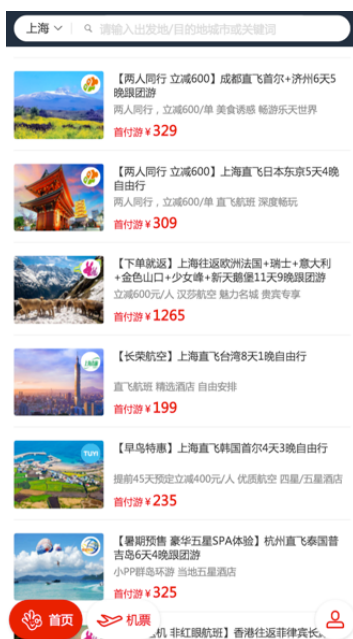 上海 请输入出发地/目的地城市或关键词
【两人同行 立减600】成都直飞首尔+济州6天5
晚跟团游
两人同行，立减600/单 美食诱惑 畅游乐天世界
首付游¥329
【两人同行 立减600】上海直飞日本东京5天4晚
自由行
两人同行，立减600/单 直飞航班 深度畅玩
首付游¥309
【下单就返】上海往返欧洲法国+瑞士+意大利
+金色山口+少女峰+新天鹅堡11天9晚跟团游
立减600元/人 汉莎航空 魅力名城 贵宾专享
首付游¥1265
【长荣航空】上海直飞台湾8天1晚自由行
直飞航班 精选酒店 自由安排
首付游¥199
TUYI
【早鸟特惠】上海直飞韩国首尔4天3晚自由行
提前45天预定立减400元/人 优质航空 四星/五星酒店
首付游¥235
【暑期预售 豪华五星SPA体验】杭州直飞泰国普
吉岛6天4晚跟团游
小PP群岛环游 当地五星酒店
首付游¥325
首页 机票
机 非红眼航班】香港往返菲律宾长